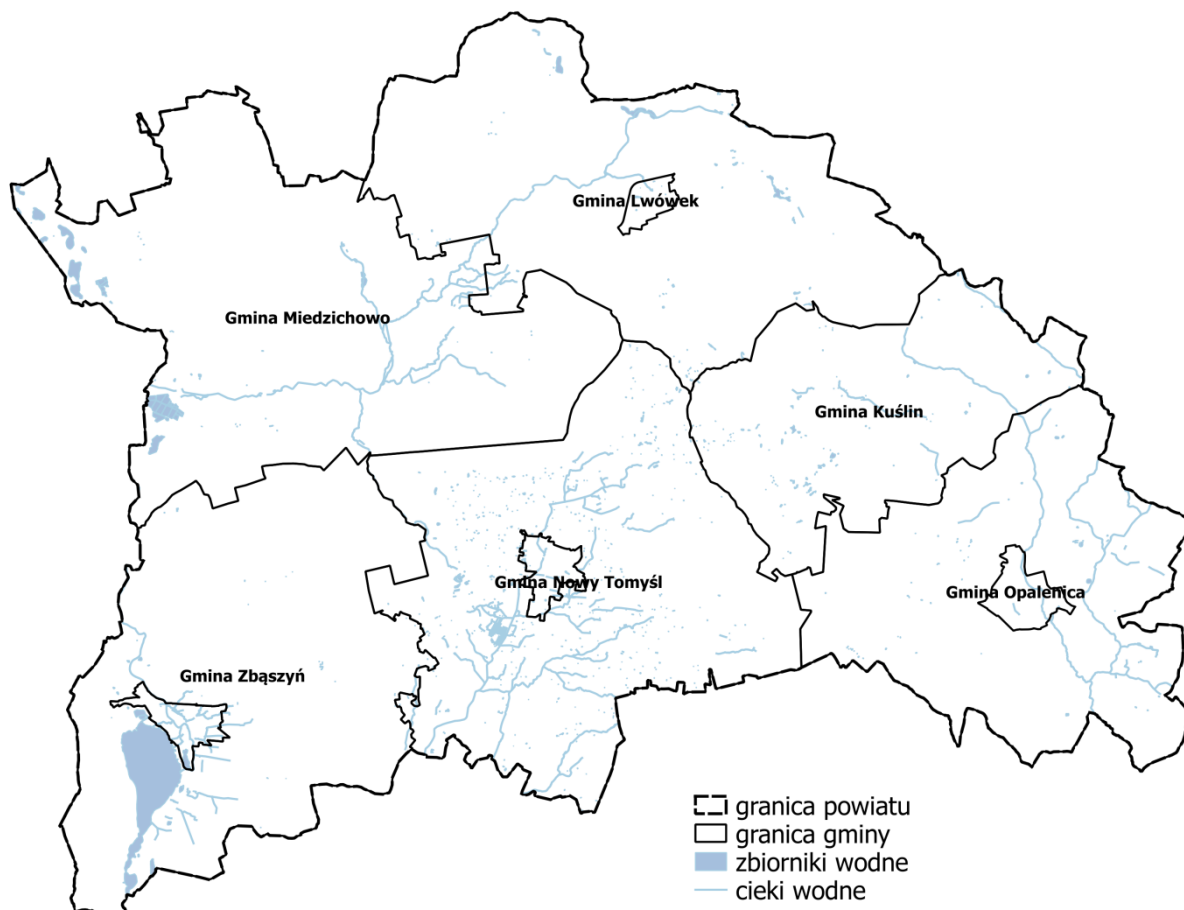 Gmina Lwówek
Gmina Miedzichowo
Gmina Kuślin
Gmina Nowy Tomyśl
Gmina Opalenica
Gmina Zbąszyń
granica powiatu
granica gminy
zbiorniki wodne
cieki wodne